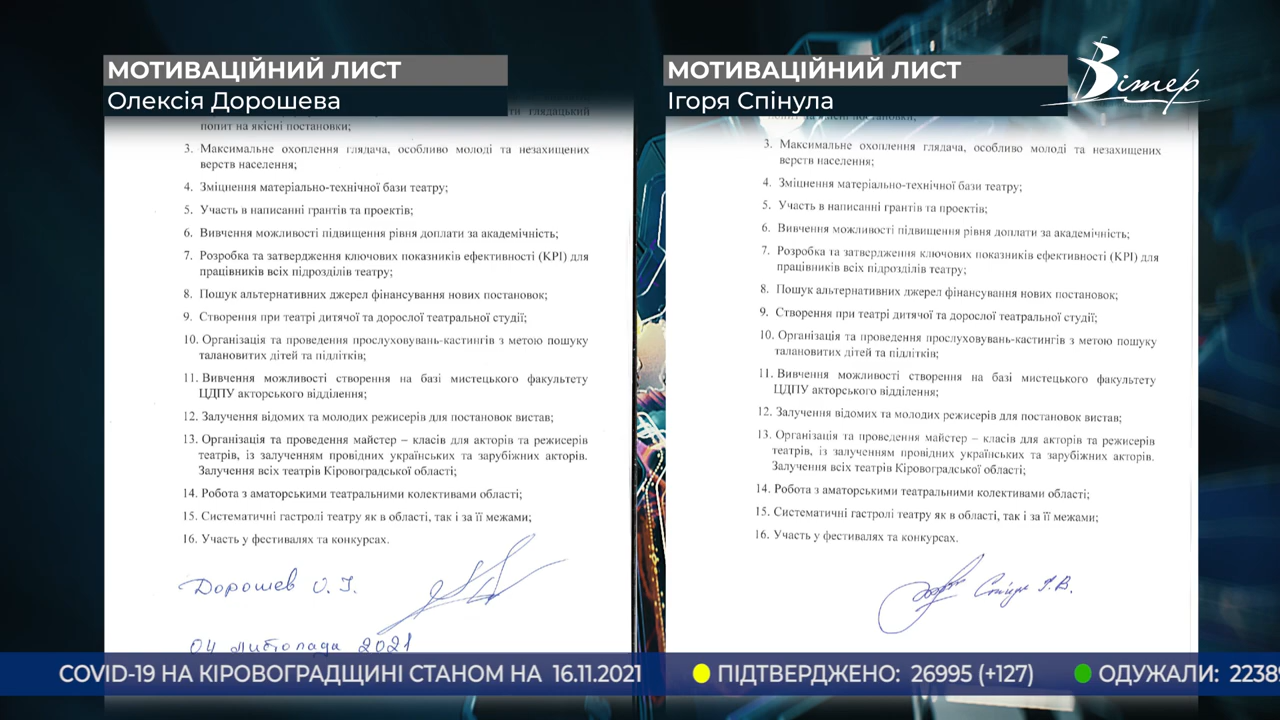 МОТИВАЦІЙНИЙ ЛИСТ
Олексія Дорошева
глядацький
попит на якісні постановки;
3. Максимальне охоплення глядача, особливо молоді та незахищених
верств населення;
4. Зміцнення матеріально-технічної бази театру;
5. Участь в написанні грантів та проектів;
6. Вивчення можливості підвищення рівня доплати за академічність;
7. Розробка та затвердження ключових показників ефективності (KPI) для
працівників всіх підрозділів театру;
8. Пошук альтернативних джерел фінансування нових постановок;
9. Створення при театрі дитячої та дорослої театральної студії;
10. Організація та проведення прослуховувань-кастингів з метою пошуку
талановитих дітей та підлітків;
11. Вивчення можливості створення на базі мистецького факультету
ЦДПУ акторського відділення;
12. Залучення відомих та молодих режисерів для постановок вистав;
13. Організація та проведення майстер – класів для акторів та режисерів
театрів, із залученням провідних українських та зарубіжних акторів.
Залучення всіх театрів Кіровоградської області;
14. Робота з аматорськими театральними колективами області;
15. Систематичні гастролі театру як в області, так і за її межами;
16. Участь у фестивалях та конкурсах.
Дорошев О. І.
04 листопада 2021
МОТИВАЦІЙНИЙ ЛИСТ
Ігоря Спінула
Вітер
попит на якісні постановки;
3. Максимальне охоплення глядача, особливо молоді та незахищених
верств населення;
4. Зміцнення матеріально-технічної бази театру;
5. Участь в написанні грантів та проектів;
6. Вивчення можливості підвищення рівня доплати за академічність;
7. Розробка та затвердження ключових показників ефективності (KPI) для
працівників всіх підрозділів театру;
8. Пошук альтернативних джерел фінансування нових постановок;
9. Створення при театрі дитячої та дорослої театральної студії;
10. Організація та проведення прослуховувань-кастингів з метою пошуку
талановитих дітей та підлітків;
11. Вивчення можливості створення на базі мистецького факультету
ЦДПУ акторського відділення;
12. Залучення відомих та молодих режисерів для постановок вистав;
13. Організація та проведення майстер – класів для акторів та режисерів
театрів, із залученням провідних українських та зарубіжних акторів.
Залучення всіх театрів Кіровоградської області;
14. Робота з аматорськими театральними колективами області;
15. Систематичні гастролі театру як в області, так і за її межами;
16. Участь у фестивалях та конкурсах.
Спінул І. В.
COVID-19 НА КІРОВОГРАДЩИНІ СТАНОМ НА 16.11.2021 ПІДТВЕРДЖЕНО: 26995 (+127) ОДУЖАЛИ: 22389